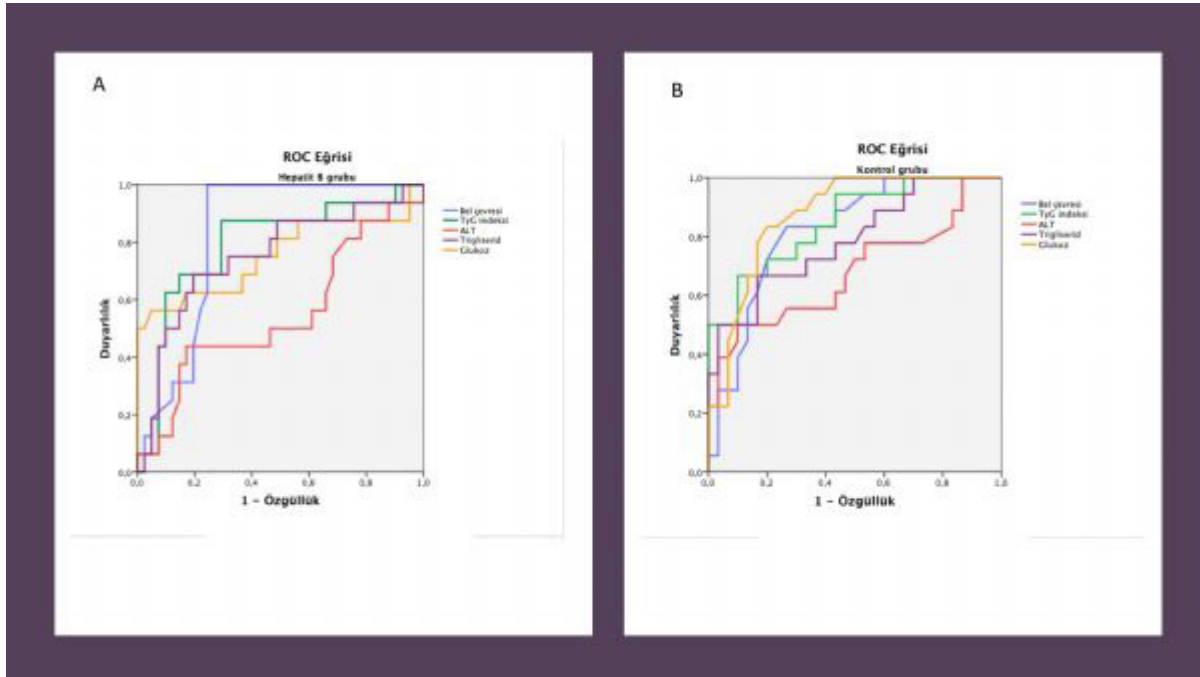 A
ROC Eğrisi
Hepatit B grubu
1,0
0,8
0,6
0,4
0,2
0,0
0,0 0,2 0,4 0,6 0,8 1,0
Duyarlılık
1 - Özgüllük
Bel çevresi
TyG indeksi
ALT
Trigliserid
Glukoz
B
ROC Eğrisi
Kontrol grubu
1,0
0,8
0,6
0,4
0,2
0,0
0,0 0,2 0,4 0,6 0,8 1,0
Duyarlılık
1 - Özgüllük
Bel çevresi
TyG indeksi
ALT
Trigliserid
Glukoz